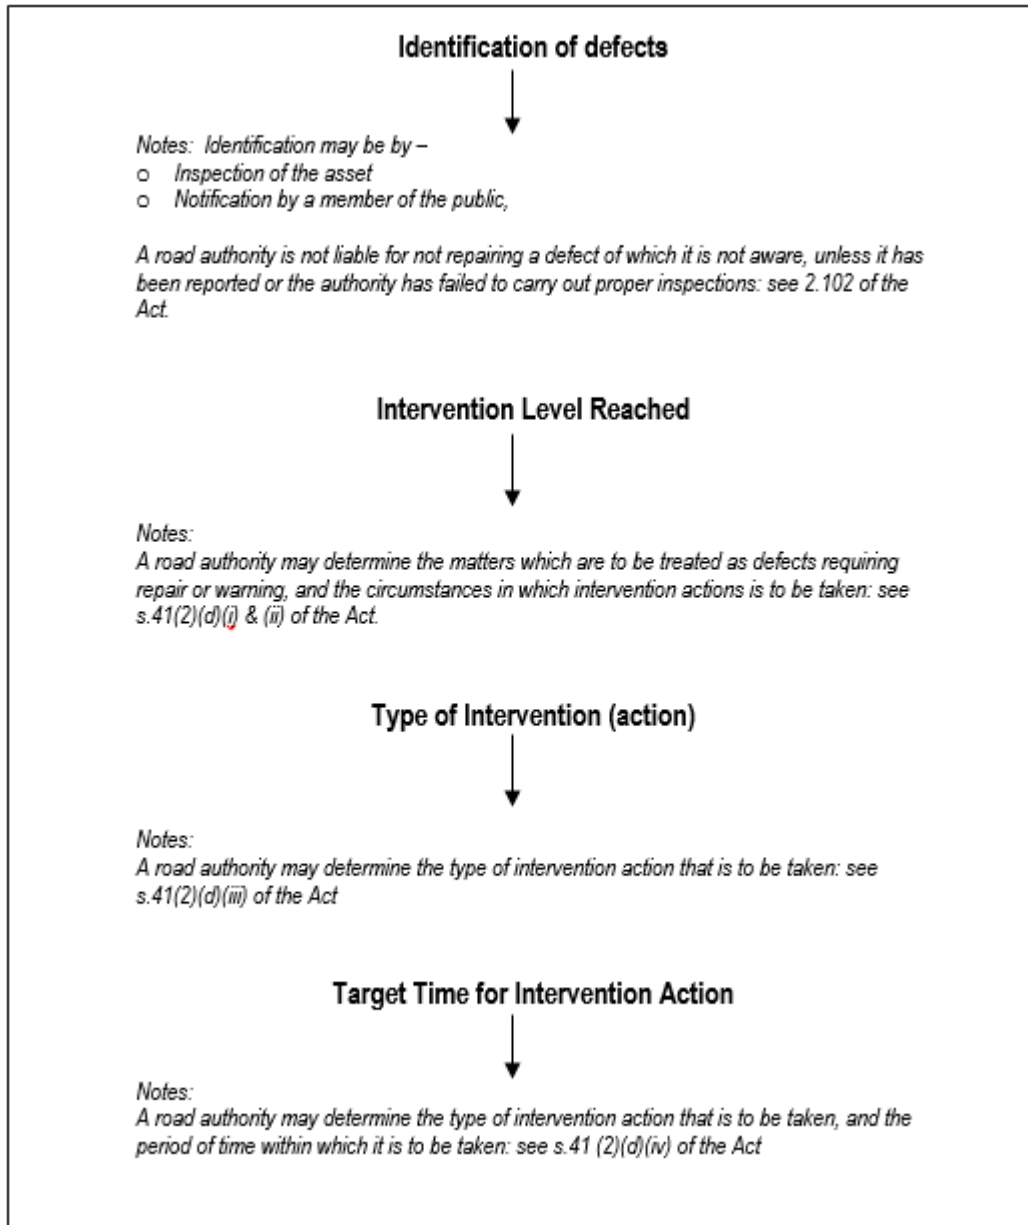 Identification of defects
Notes: Identification may be by –
o Inspection of the asset
o Notification by a member of the public,
A road authority is not liable for not repairing a defect of which it is not aware, unless it has
been reported or the authority has failed to carry out proper inspections: see 2.102 of the
Act.
Intervention Level Reached
Notes:
A road authority may determine the matters which are to be treated as defects requiring
repair or warning, and the circumstances in which intervention actions is to be taken: see
s.41(2)(d)(i) & (ii) of the Act.
Type of Intervention (action)
Notes:
A road authority may determine the type of intervention action that is to be taken: see
s.41(2)(d)(iii) of the Act
Target Time for Intervention Action
Notes:
A road authority may determine the type of intervention action that is to be taken, and the
period of time within which it is to be taken: see s.41 (2)(d)(iv) of the Act